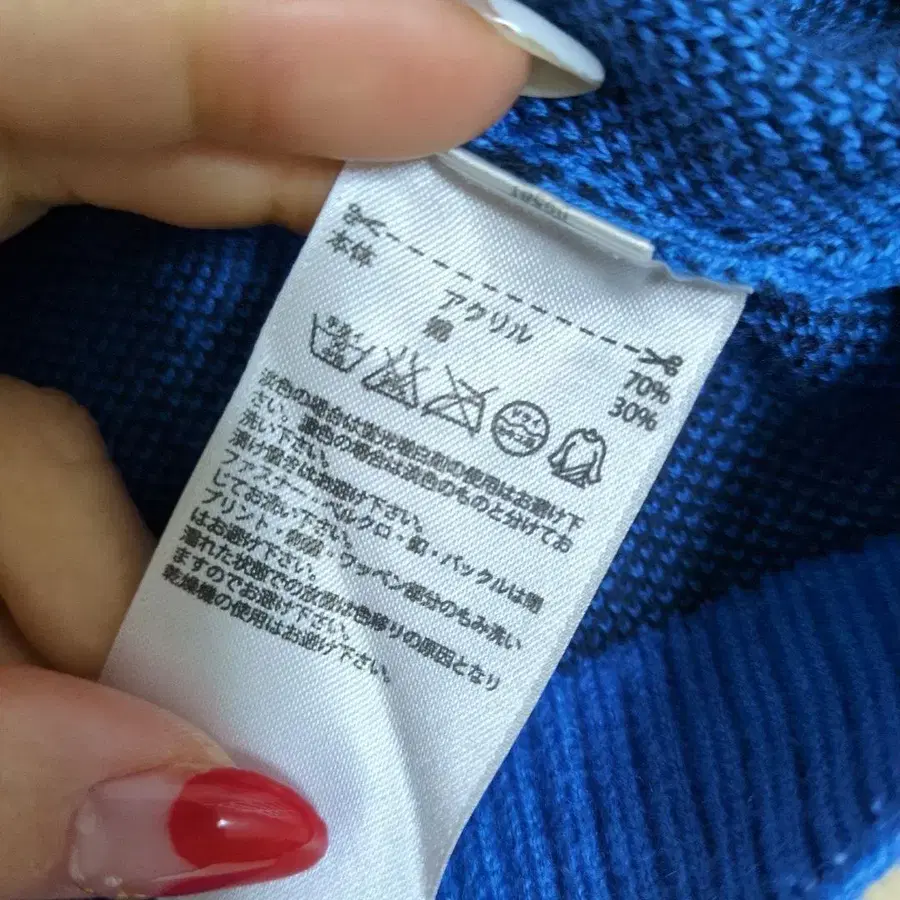 本体
アクリル 70%
綿 30%
淡色の場合は蛍光増白剤の使用はお避け下
さい。濃色の場合は淡色のものと分けてお
洗い下さい。
漬け置きはお避け下さい。
ファスナー・ベルクロ・釦・バックルは閉
じてお洗い下さい。
プリント・刺繍・ワッペン部分のもみ洗い
はお避け下さい。
濡れた状態での放置は色移りの原因となり
ますのでお避け下さい。
乾燥機の使用はお避け下さい。